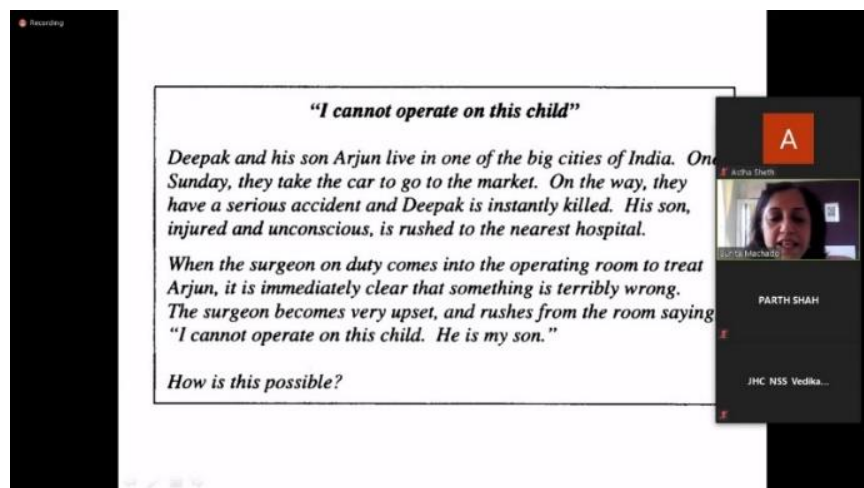 Recording
“I cannot operate on this child”
Deepak and his son Arjun live in one of the big cities of India. One
Sunday, they take the car to go to the market. On the way, they
have a serious accident and Deepak is instantly killed. His son,
injured and unconscious, is rushed to the nearest hospital.
When the surgeon on duty comes into the operating room to treat
Arjun, it is immediately clear that something is terribly wrong.
The surgeon becomes very upset, and rushes from the room saying
“I cannot operate on this child. He is my son.”
How is this possible?
A
Astha Sheth
Sunita Machado
PARTH SHAH
JHC NSS Vedika...